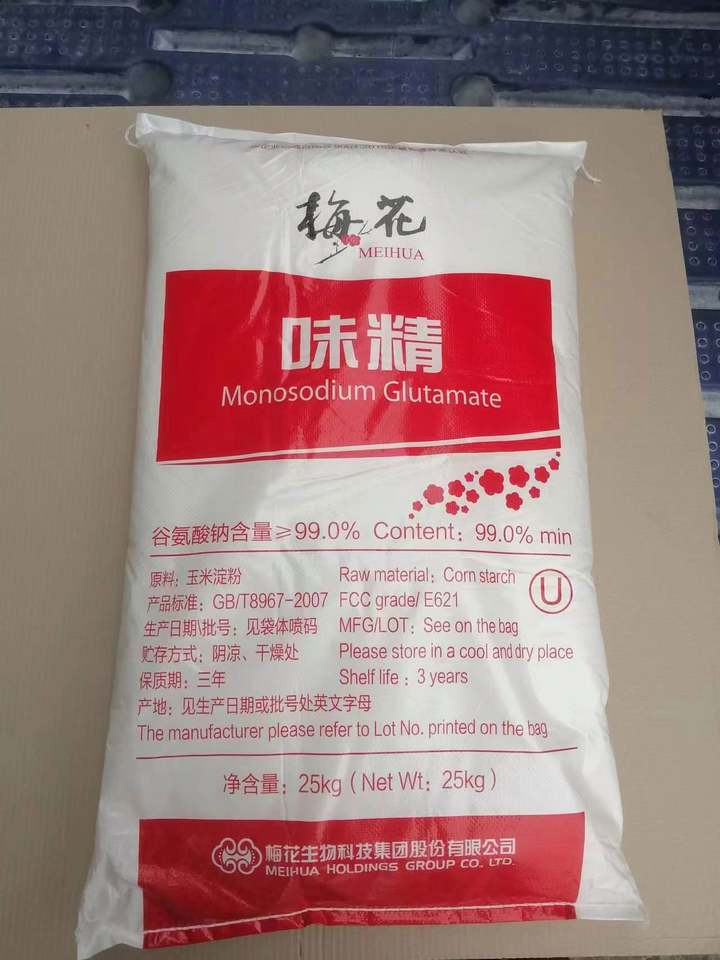 梅花
MEIHUA
味精
Monosodium Glutamate
谷氨酸钠含量≥99.0% Content: 99.0% min
原料: 玉米淀粉 Raw material: Corn starch
产品标准: GB/T8967-2007 FCC grade/ E621
U
生产日期\批号: 见袋体喷码 MFG/LOT: See on the bag
贮存方式: 阴凉、干燥处 Please store in a cool and dry place
保质期: 三年 Shelf life : 3 years
产地: 见生产日期或批号处英文字母
The manufacturer please refer to Lot No. printed on the bag
净含量: 25kg ( Net Wt: 25kg )
梅花生物科技集团股份有限公司
MEIHUA HOLDINGS GROUP CO., LTD.